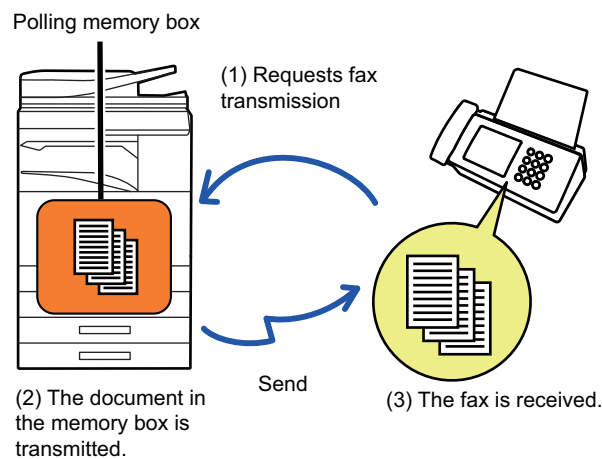 Polling memory box
(1) Requests fax
transmission
Send
(2) The document in
the memory box is
transmitted.
(3) The fax is received.